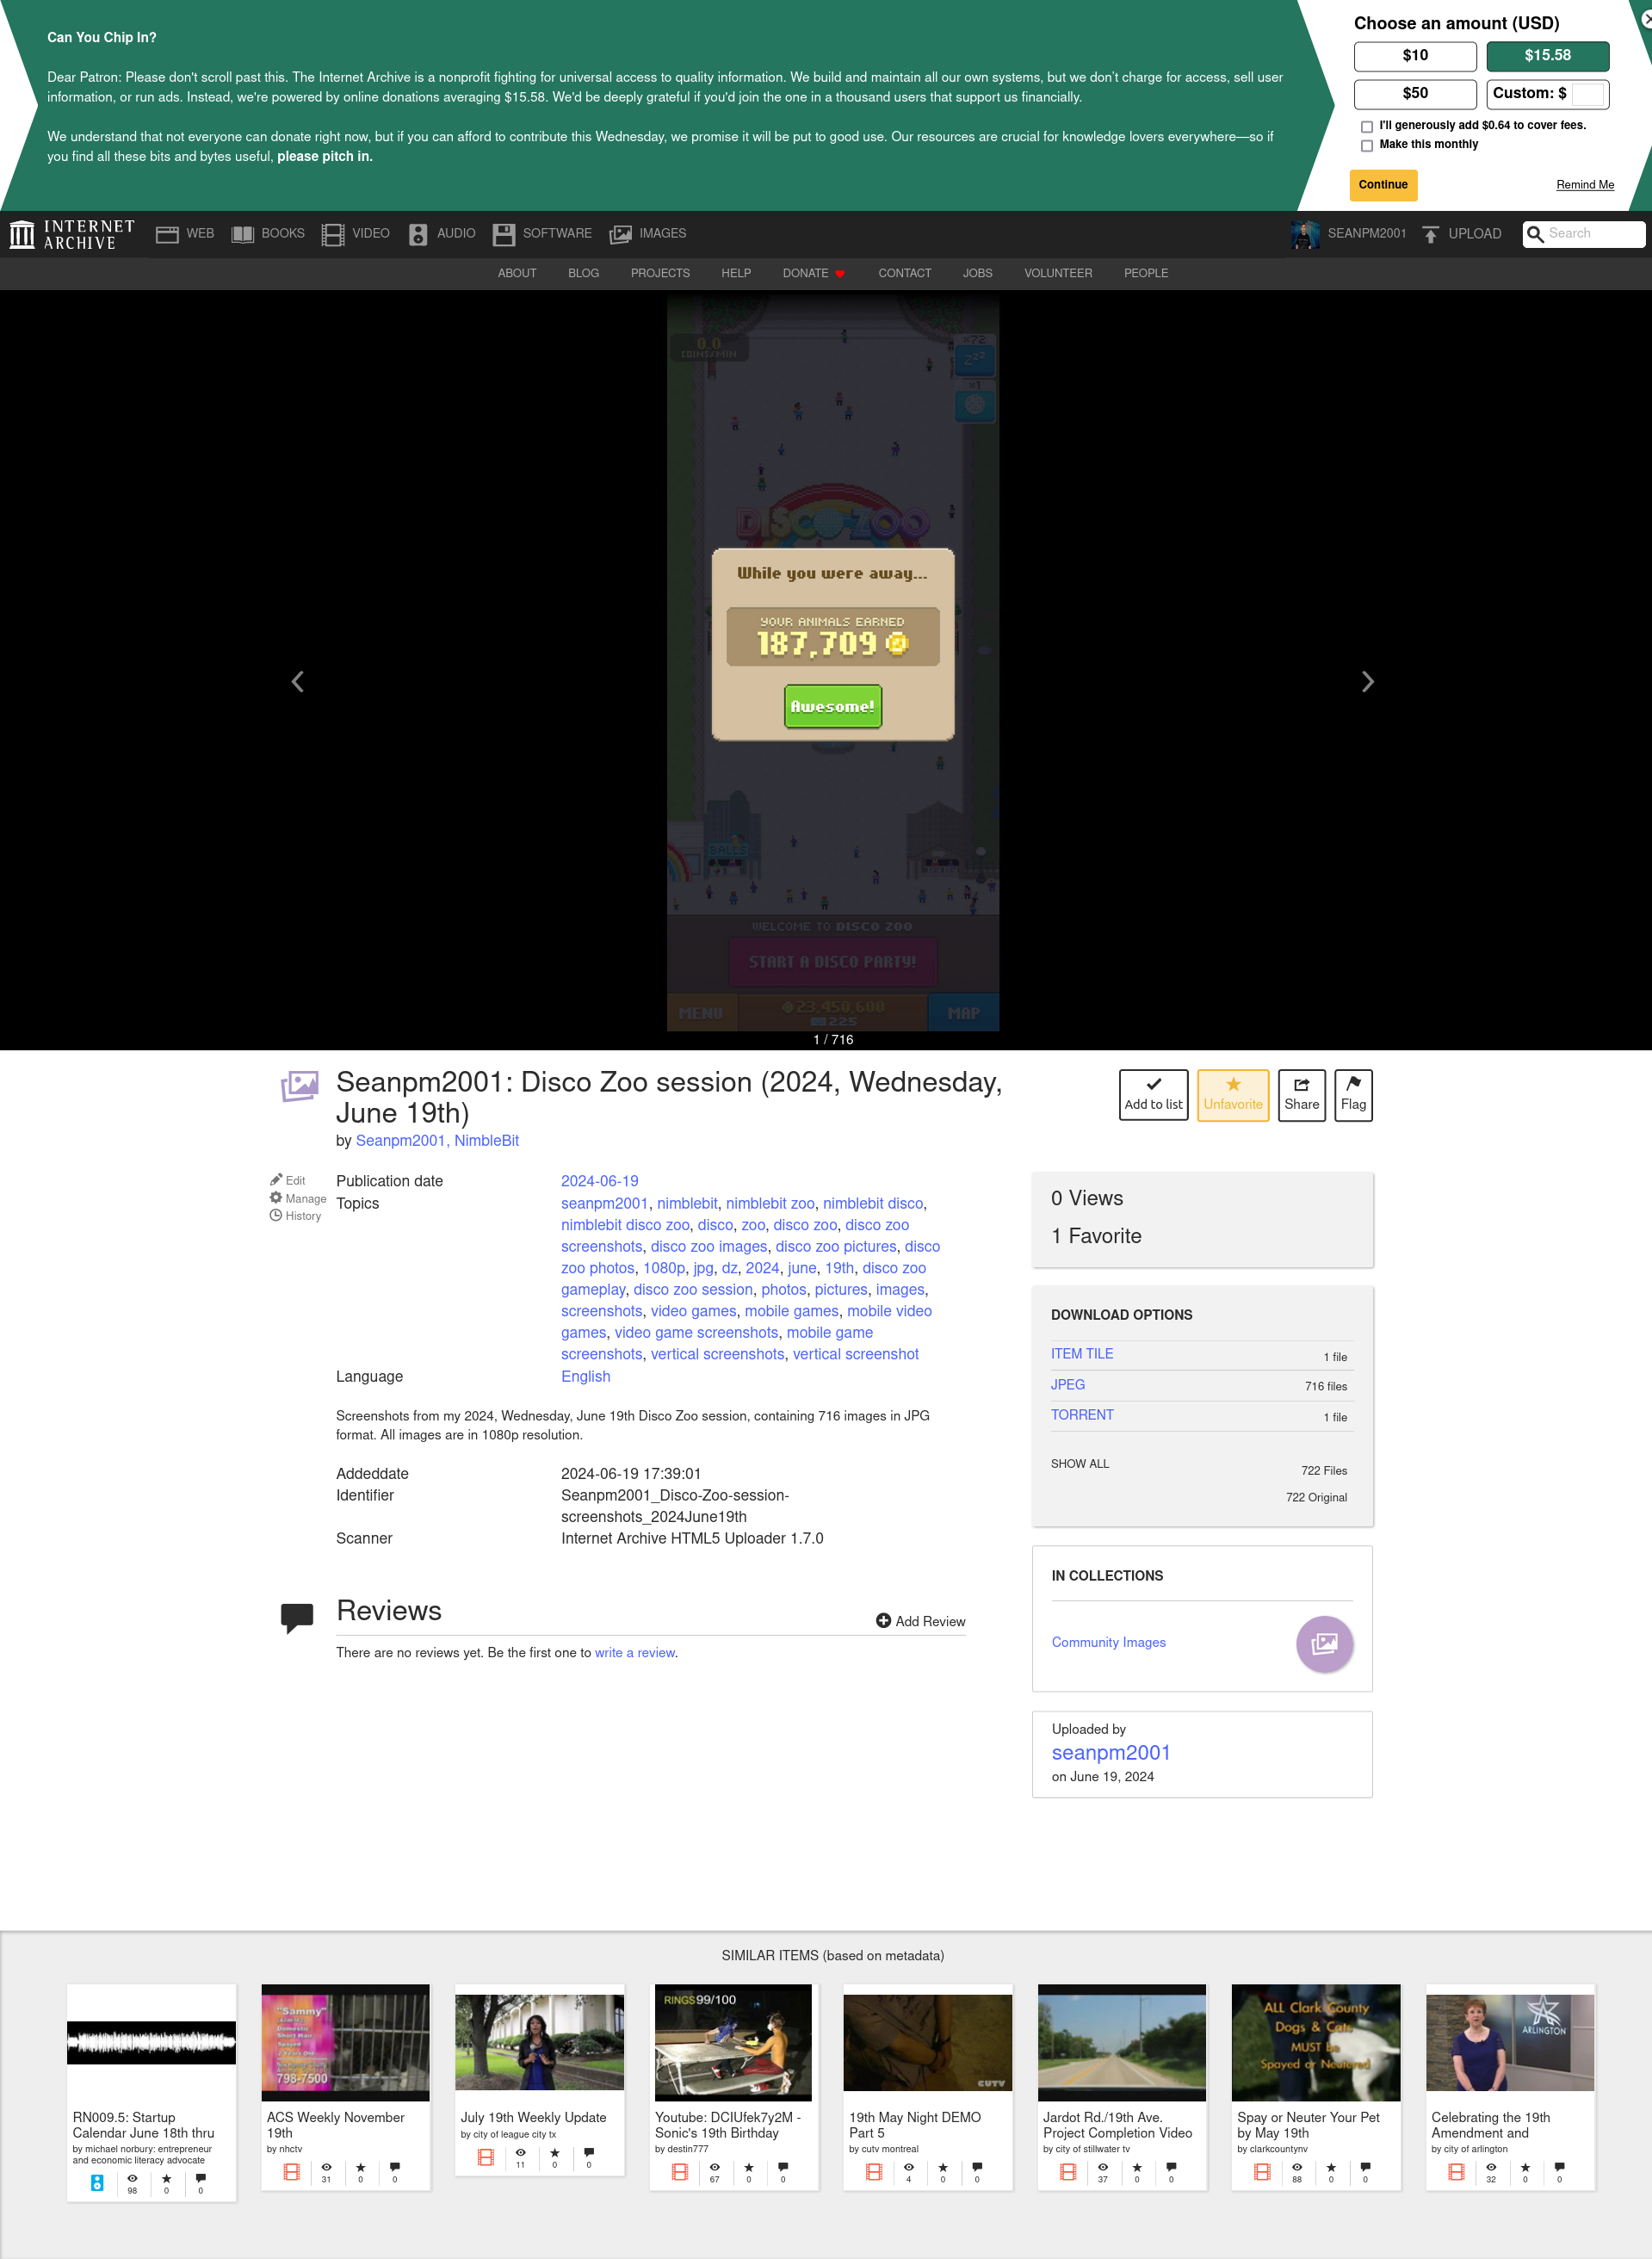 Can You Chip In?
Dear Patron: Please don't scroll past this. The Internet Archive is a nonprofit fighting for universal access to quality information. We build and maintain all our own systems, but we don't charge for access, sell user
information, or run ads. Instead, we're powered by online donations averaging $15.58. We'd be deeply grateful if you'd join the one in a thousand users that support us financially.
We understand that not everyone can donate right now, but if you can afford to contribute this Wednesday, we promise it will be put to good use. Our resources are crucial for knowledge lovers everywhere—so if
you find all these bits and bytes useful, please pitch in.
Choose an amount (USD)
$10
$15.58
$50
Custom: $
I'll generously add $0.64 to cover fees.
Make this monthly
Continue
Remind Me
INTERNET
ARCHIVE
WEB
BOOKS
VIDEO
AUDIO
SOFTWARE
IMAGES
SEANPM2001
UPLOAD
Search
ABOUT
BLOG
PROJECTS
HELP
DONATE
CONTACT
JOBS
VOLUNTEER
PEOPLE
0.0
COINS/MIN
×72
zzz
×1
DISCO ZOO
While you were away...
YOUR ANIMALS EARNED
187,709
Awesome!
BALLS
WELCOME TO DISCO ZOO
START A DISCO PARTY!
MENU
23,450,600
225
MAP
1 / 716
Seanpm2001: Disco Zoo session (2024, Wednesday,
June 19th)
by Seanpm2001, NimbleBit
Add to list
Unfavorite
Share
Flag
Edit
Manage
History
Publication date
2024-06-19
Topics
seanpm2001, nimblebit, nimblebit zoo, nimblebit disco,
nimblebit disco zoo, disco, zoo, disco zoo, disco zoo
screenshots, disco zoo images, disco zoo pictures, disco
zoo photos, 1080p, jpg, dz, 2024, june, 19th, disco zoo
gameplay, disco zoo session, photos, pictures, images,
screenshots, video games, mobile games, mobile video
games, video game screenshots, mobile game
screenshots, vertical screenshots, vertical screenshot
Language
English
Screenshots from my 2024, Wednesday, June 19th Disco Zoo session, containing 716 images in JPG
format. All images are in 1080p resolution.
Addeddate
2024-06-19 17:39:01
Identifier
Seanpm2001_Disco-Zoo-session-
screenshots_2024June19th
Scanner
Internet Archive HTML5 Uploader 1.7.0
Reviews
Add Review
There are no reviews yet. Be the first one to write a review.
0 Views
1 Favorite
DOWNLOAD OPTIONS
ITEM TILE
1 file
JPEG
716 files
TORRENT
1 file
SHOW ALL
722 Files
722 Original
IN COLLECTIONS
Community Images
Uploaded by
seanpm2001
on June 19, 2024
SIMILAR ITEMS (based on metadata)
RN009.5: Startup
Calendar June 18th thru
by michael norbury: entrepreneur
and economic literacy advocate
98
0
0
"Sammy"
Domestic
Short Hair
798-7500
ACS Weekly November
19th
by nhctv
31
0
0
July 19th Weekly Update
by city of league city tx
11
0
0
RINGS 99/100
Youtube: DCIUfek7y2M -
Sonic's 19th Birthday
by destin777
67
0
0
CUTV
19th May Night DEMO
Part 5
by cutv montreal
4
0
0
Jardot Rd./19th Ave.
Project Completion Video
by city of stillwater tv
37
0
0
ALL Clark County
Dogs & Cats
MUST be
Spayed or Neutered
Spay or Neuter Your Pet
by May 19th
by clarkcountynv
88
0
0
ARLINGTON
Celebrating the 19th
Amendment and
by city of arlington
32
0
0